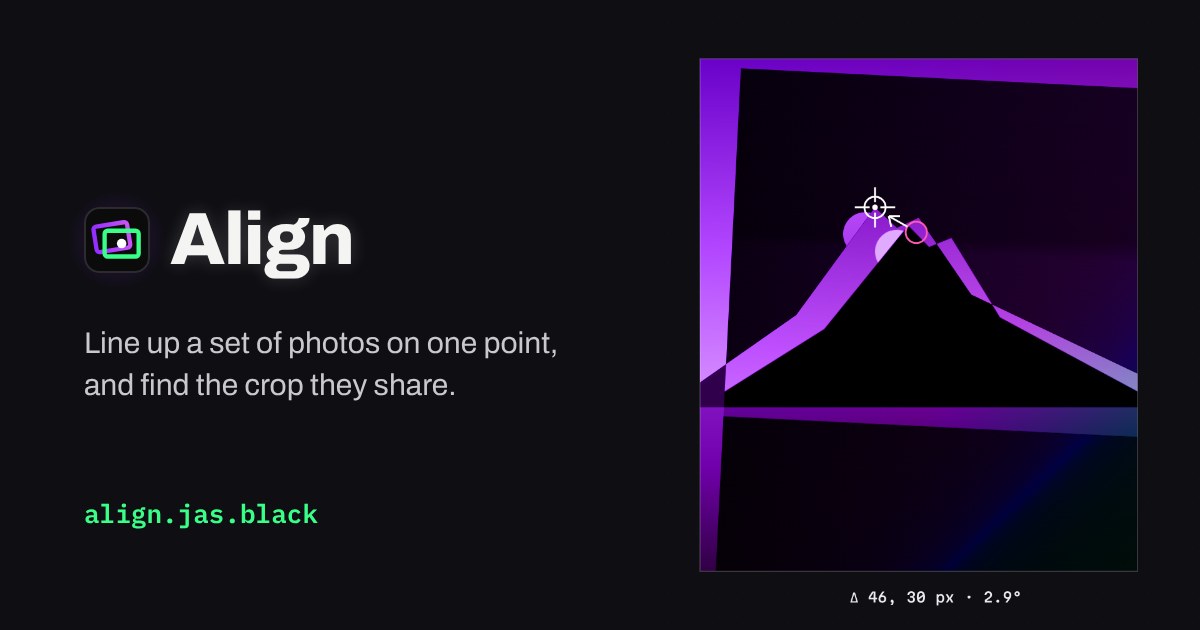 Align
Line up a set of photos on one point,
and find the crop they share.
align.jas.black
Δ 46, 30 px · 2.9°